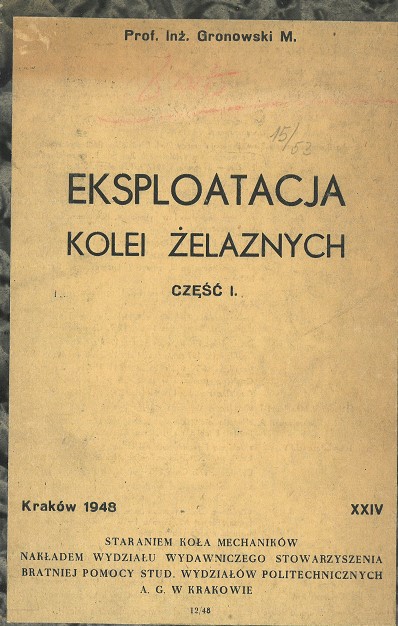 Prof. Inż. Gronowski M.
15/53
EKSPLOATACJA
KOLEI ŻELAZNYCH
CZĘŚĆ I.
Kraków 1948 XXIV
STARANIEM KOŁA MECHANIKÓW
NAKŁADEM WYDZIAŁU WYDAWNICZEGO STOWARZYSZENIA
BRATNIEJ POMOCY STUD. WYDZIAŁÓW POLITECHNICZNYCH
A. G. W KRAKOWIE
12/48